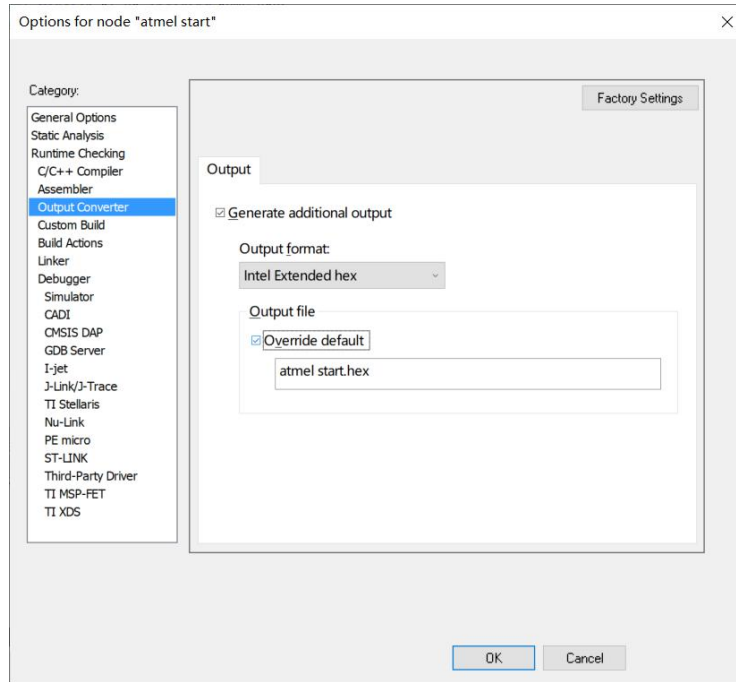 Options for node "atmel start"
Category:
Factory Settings
General Options
Static Analysis
Runtime Checking
C/C++ Compiler
Assembler
Output Converter
Custom Build
Build Actions
Linker
Debugger
Simulator
CADI
CMSIS DAP
GDB Server
I-jet
J-Link/J-Trace
TI Stellaris
Nu-Link
PE micro
ST-LINK
Third-Party Driver
TI MSP-FET
TI XDS
Output
Generate additional output
Output format:
Intel Extended hex
Output file
Override default
atmel start.hex
OK
Cancel